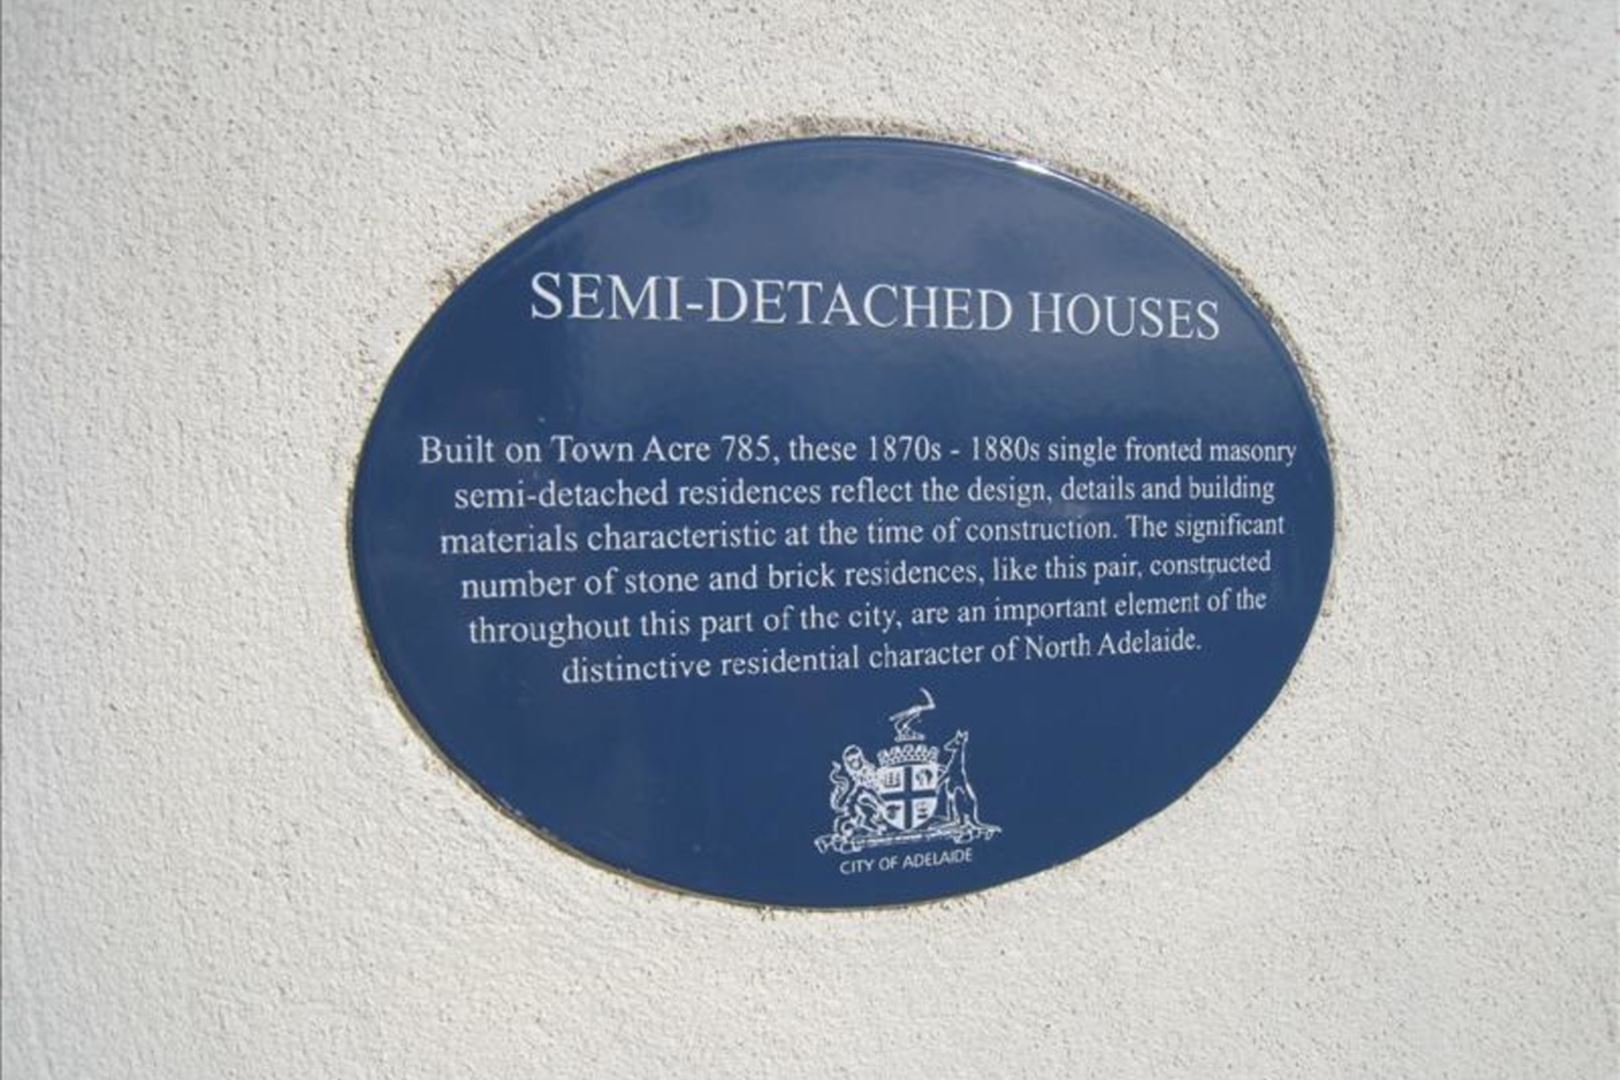 SEMI-DETACHED HOUSES
Built on Town Acre 785, these 1870s - 1880s single fronted masonry
semi-detached residences reflect the design, details and building
materials characteristic at the time of construction. The significant
number of stone and brick residences, like this pair, constructed
throughout this part of the city, are an important element of the
distinctive residential character of North Adelaide.
CITY OF ADELAIDE